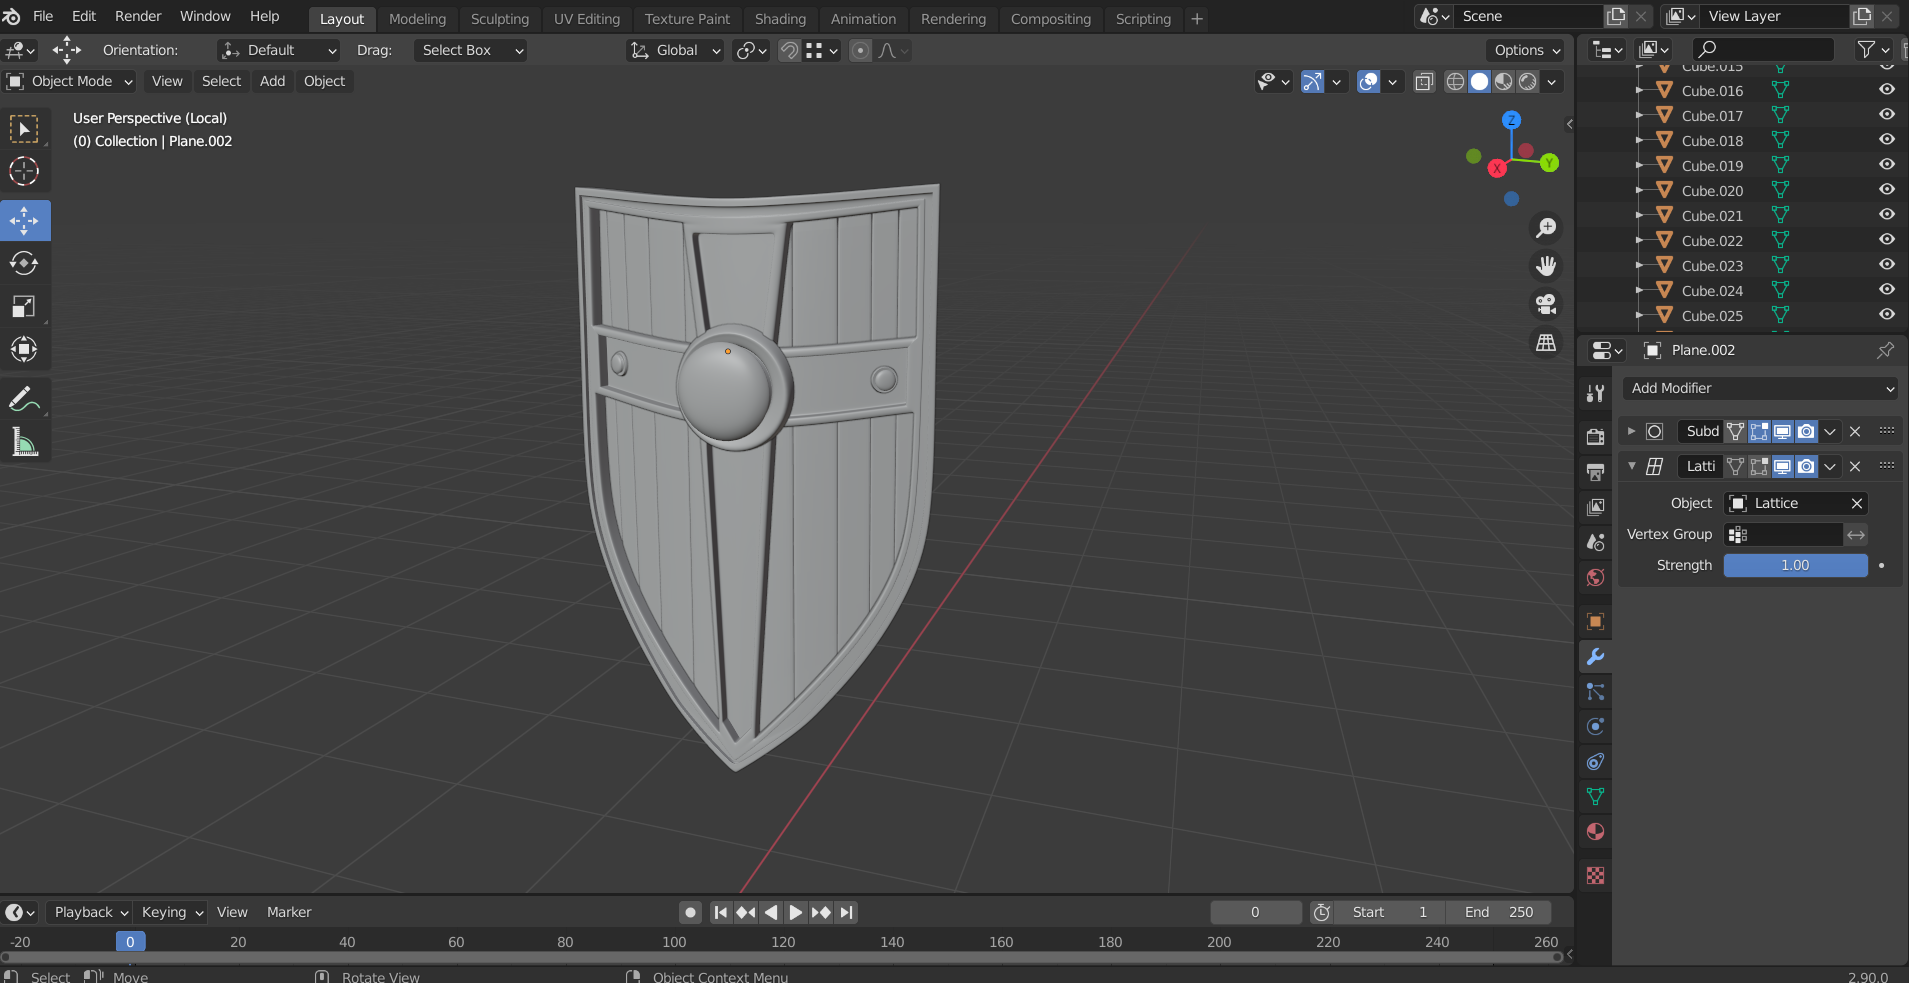 File Edit Render Window Help Layout Modeling Sculpting UV Editing Texture Paint Shading Animation Rendering Compositing Scripting + Scene View Layer
Orientation: Default Drag: Select Box Global Options
Object Mode View Select Add Object
User Perspective (Local)
(0) Collection | Plane.002
Z
Y
X
Cube.015
Cube.016
Cube.017
Cube.018
Cube.019
Cube.020
Cube.021
Cube.022
Cube.023
Cube.024
Cube.025
Plane.002
Add Modifier
Subd
Latti
Object Lattice
Vertex Group
Strength 1.00
Playback Keying View Marker 0 Start 1 End 250
-20 0 20 40 60 80 100 120 140 160 180 200 220 240 260
Select Move Rotate View Object Context Menu 2.90.0